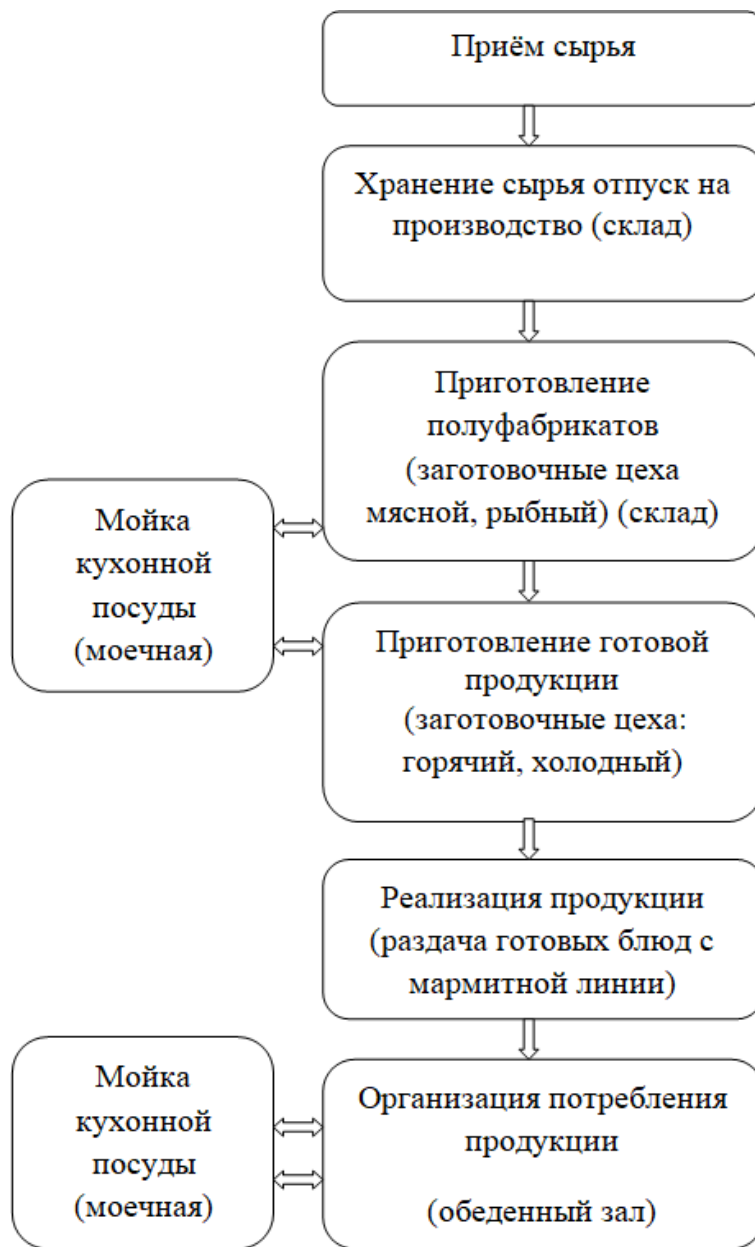 Приём сырья
Хранение сырья отпуск на
производство (склад)
Приготовление
полуфабрикатов
(заготовочные цеха
мясной, рыбный) (склад)
Мойка
кухонной
посуды
(моечная)
Приготовление готовой
продукции
(заготовочные цеха:
горячий, холодный)
Реализация продукции
(раздача готовых блюд с
мармитной линии)
Мойка
кухонной
посуды
(моечная)
Организация потребления
продукции
(обеденный зал)